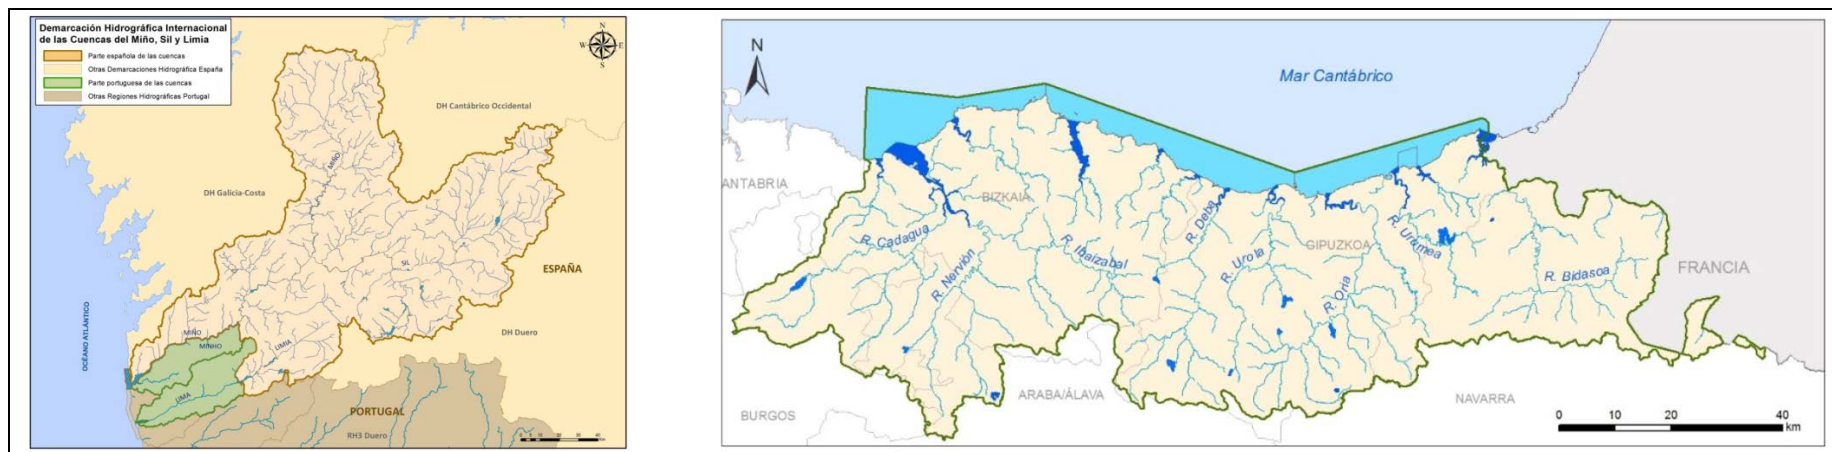 Demarcación Hidrográfica Internacional
de las Cuencas del Miño, Sil y Limia
Parte española de las cuencas
Otras Demarcaciones Hidrográfica España
Parte portuguesa de las cuencas
Otras Regiones Hidrográficas Portugal
N
W E
S
DH Cantábrico Occidental
MIÑO
DH Galicia-Costa
SIL
ESPAÑA
OCÉANO ATLÁNTICO
DH Duero
MIÑO
MINHO
LIMIA
LIMA
PORTUGAL
RH3 Duero
N
Mar Cantábrico
ANTABRIA
BIZKAIA
R. Cadagua
R. Nervión
R. Ibaizabal
R. Deba
R. Urola
GIPUZKOA
R. Oria
R. Urumea
R. Bidasoa
FRANCIA
ARABA/ÁLAVA
BURGOS
NAVARRA
0 10 20 40
km